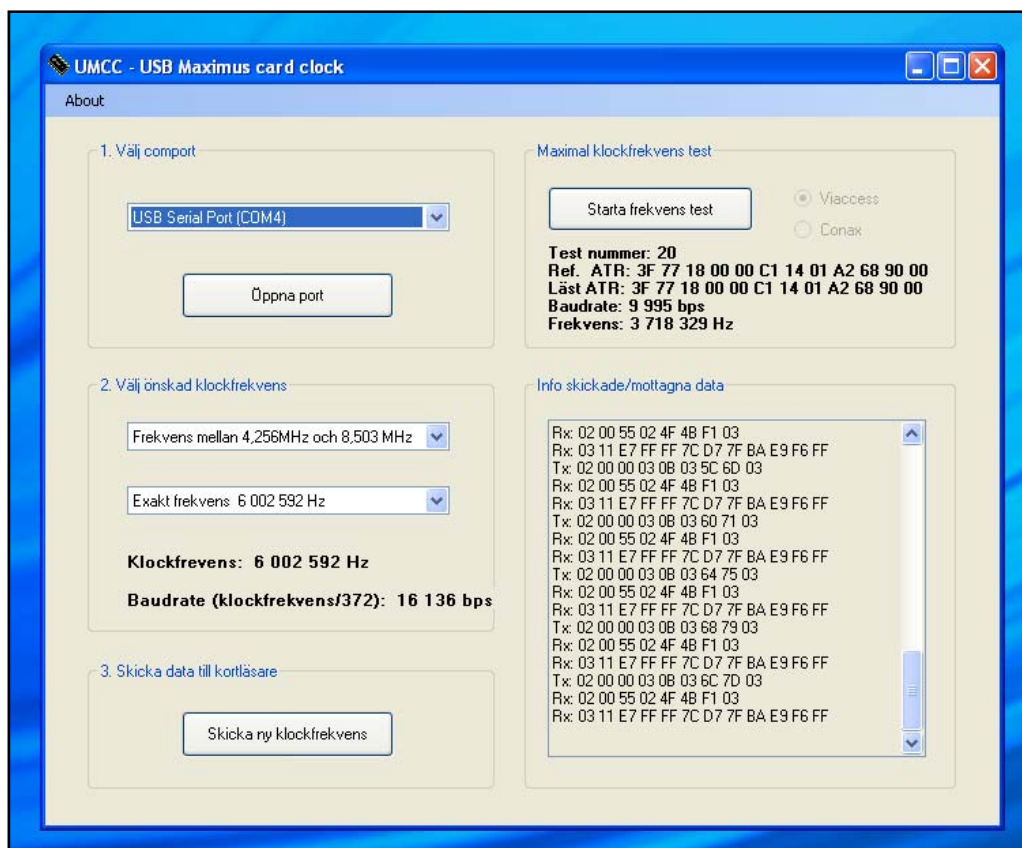 UMCC - USB Maximus card clock
About
1. Välj comport
USB Serial Port (COM4)
Öppna port
2. Välj önskad klockfrekvens
Frekvens mellan 4,256MHz och 8,503 MHz
Exakt frekvens 6 002 592 Hz
Klockfrevens: 6 002 592 Hz
Baudrate (klockfrekvens/372): 16 136 bps
3. Skicka data till kortläsare
Skicka ny klockfrekvens
Maximal klockfrekvens test
Starta frekvens test
Viaccess
Conax
Test nummer: 20
Ref. ATR: 3F 77 18 00 00 C1 14 01 A2 68 90 00
Läst ATR: 3F 77 18 00 00 C1 14 01 A2 68 90 00
Baudrate: 9 995 bps
Frekvens: 3 718 329 Hz
Info skickade/mottagna data
Rx: 02 00 55 02 4F 4B F1 03
Rx: 03 11 E7 FF FF 7C D7 7F BA E9 F6 FF
Tx: 02 00 00 03 0B 03 5C 6D 03
Rx: 02 00 55 02 4F 4B F1 03
Rx: 03 11 E7 FF FF 7C D7 7F BA E9 F6 FF
Tx: 02 00 00 03 0B 03 60 71 03
Rx: 02 00 55 02 4F 4B F1 03
Rx: 03 11 E7 FF FF 7C D7 7F BA E9 F6 FF
Tx: 02 00 00 03 0B 03 64 75 03
Rx: 02 00 55 02 4F 4B F1 03
Rx: 03 11 E7 FF FF 7C D7 7F BA E9 F6 FF
Tx: 02 00 00 03 0B 03 68 79 03
Rx: 02 00 55 02 4F 4B F1 03
Rx: 03 11 E7 FF FF 7C D7 7F BA E9 F6 FF
Tx: 02 00 00 03 0B 03 6C 7D 03
Rx: 02 00 55 02 4F 4B F1 03
Rx: 03 11 E7 FF FF 7C D7 7F BA E9 F6 FF